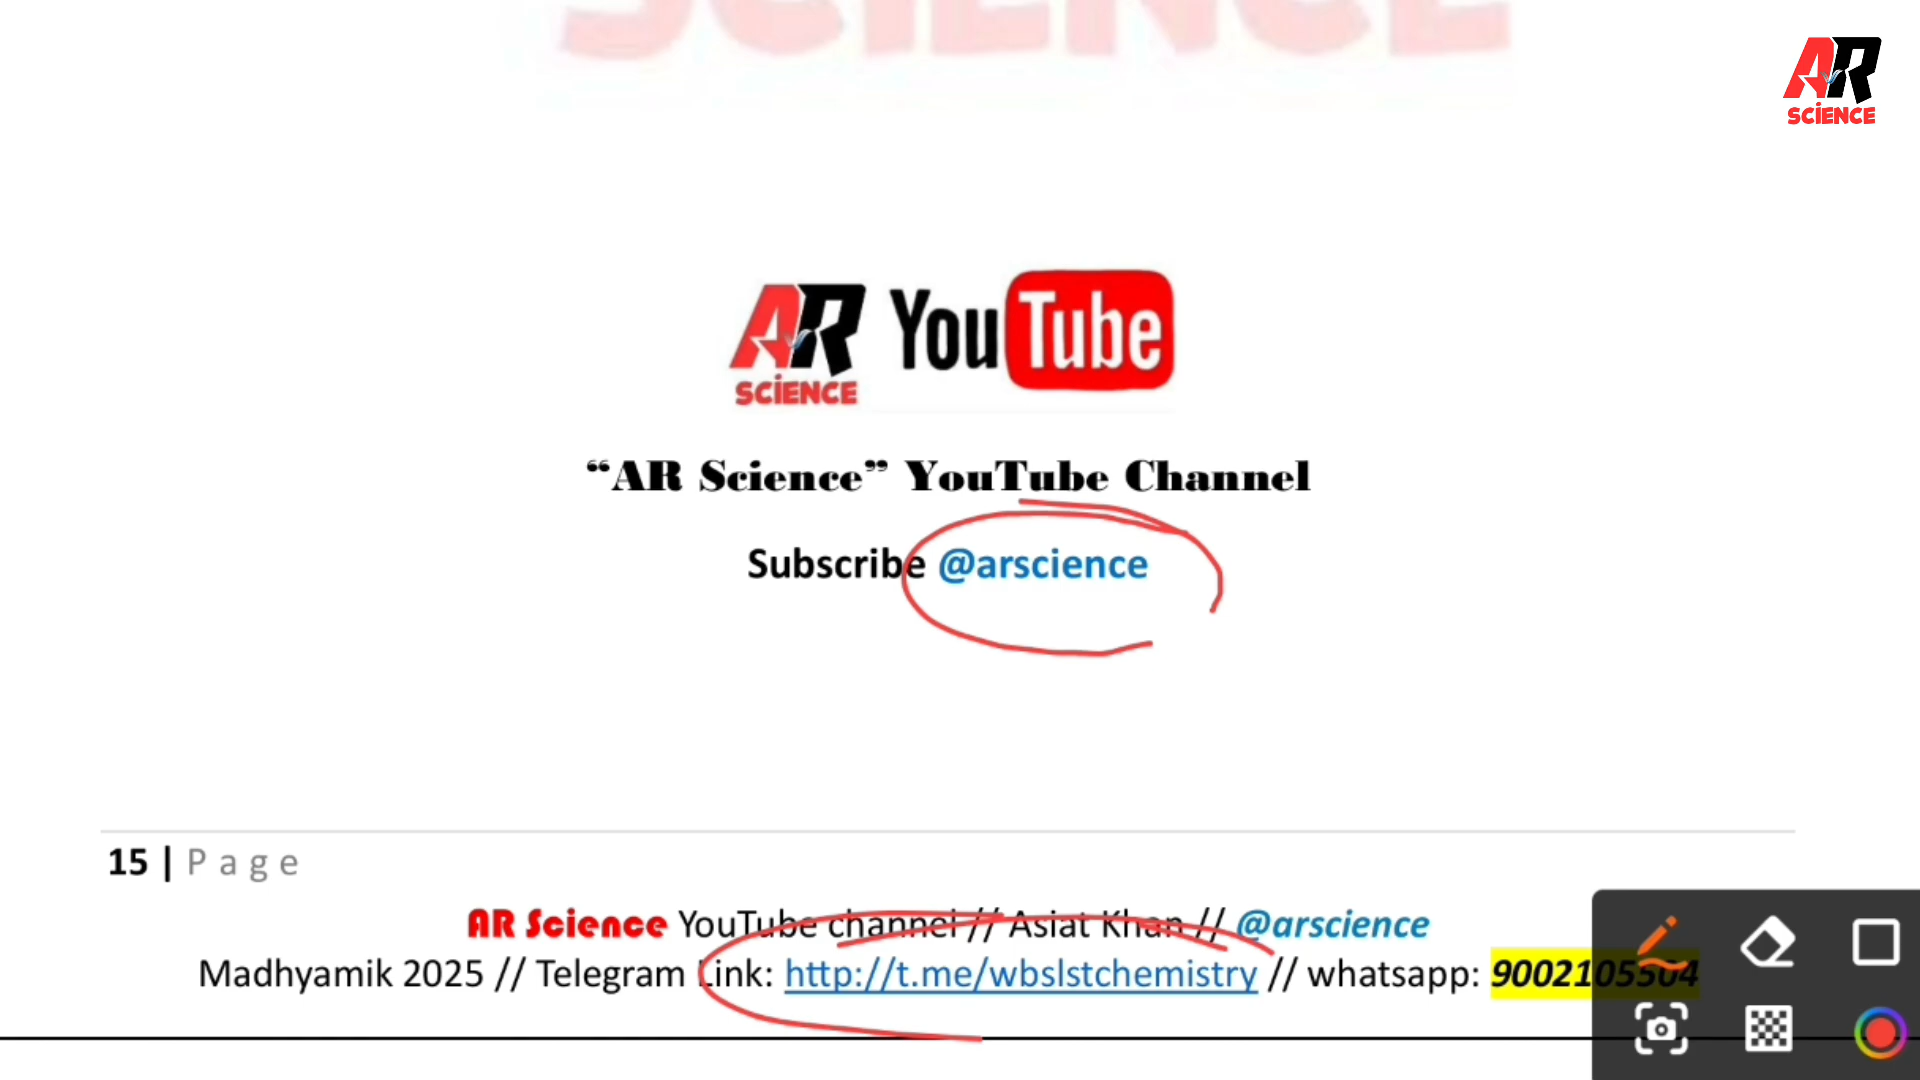 SCIENCE
AR
SCIENCE
AR YouTube
SCIENCE
“AR Science” YouTube Channel
Subscribe @arscience
15 | Page
AR Science YouTube channel // Asiat Khan // @arscience
Madhyamik 2025 // Telegram Link: http://t.me/wbslstchemistry // whatsapp: 9002105504